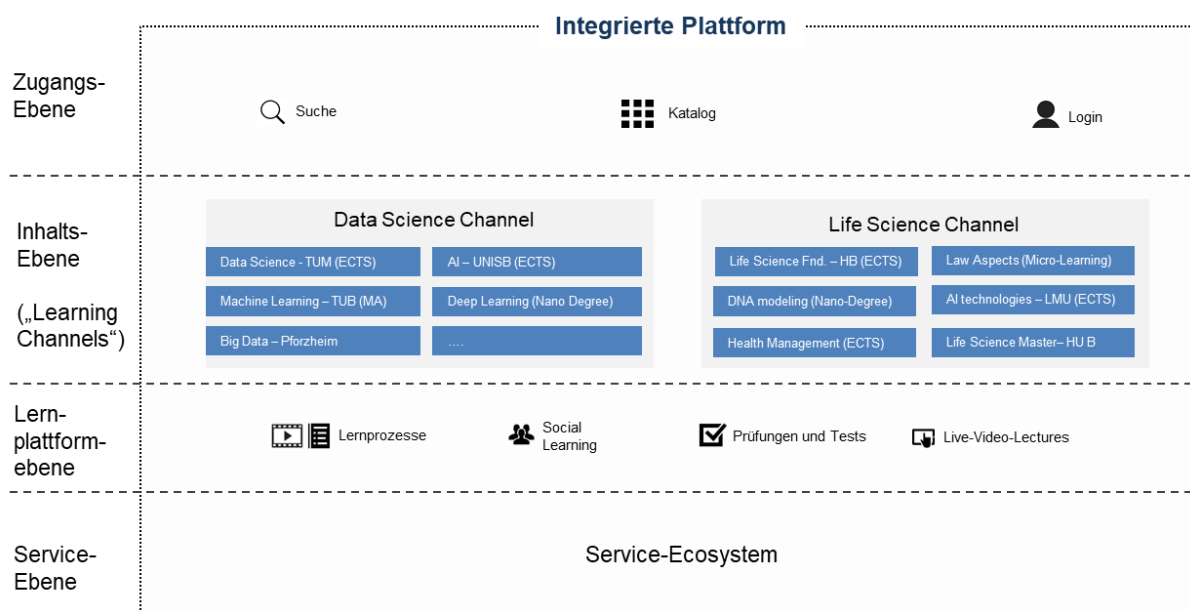 Integrierte Plattform
Zugangs-
Ebene
Suche
Katalog
Login
Inhalts-
Ebene
(„Learning
Channels“)
Data Science Channel
Data Science - TUM (ECTS)
AI – UNISB (ECTS)
Machine Learning – TUB (MA)
Deep Learning (Nano Degree)
Big Data – Pforzheim
....
Life Science Channel
Life Science Fnd. – HB (ECTS)
Law Aspects (Micro-Learning)
DNA modeling (Nano-Degree)
AI technologies – LMU (ECTS)
Health Management (ECTS)
Life Science Master– HU B
Lern-
plattform-
ebene
Lernprozesse
Social
Learning
Prüfungen und Tests
Live-Video-Lectures
Service-
Ebene
Service-Ecosystem